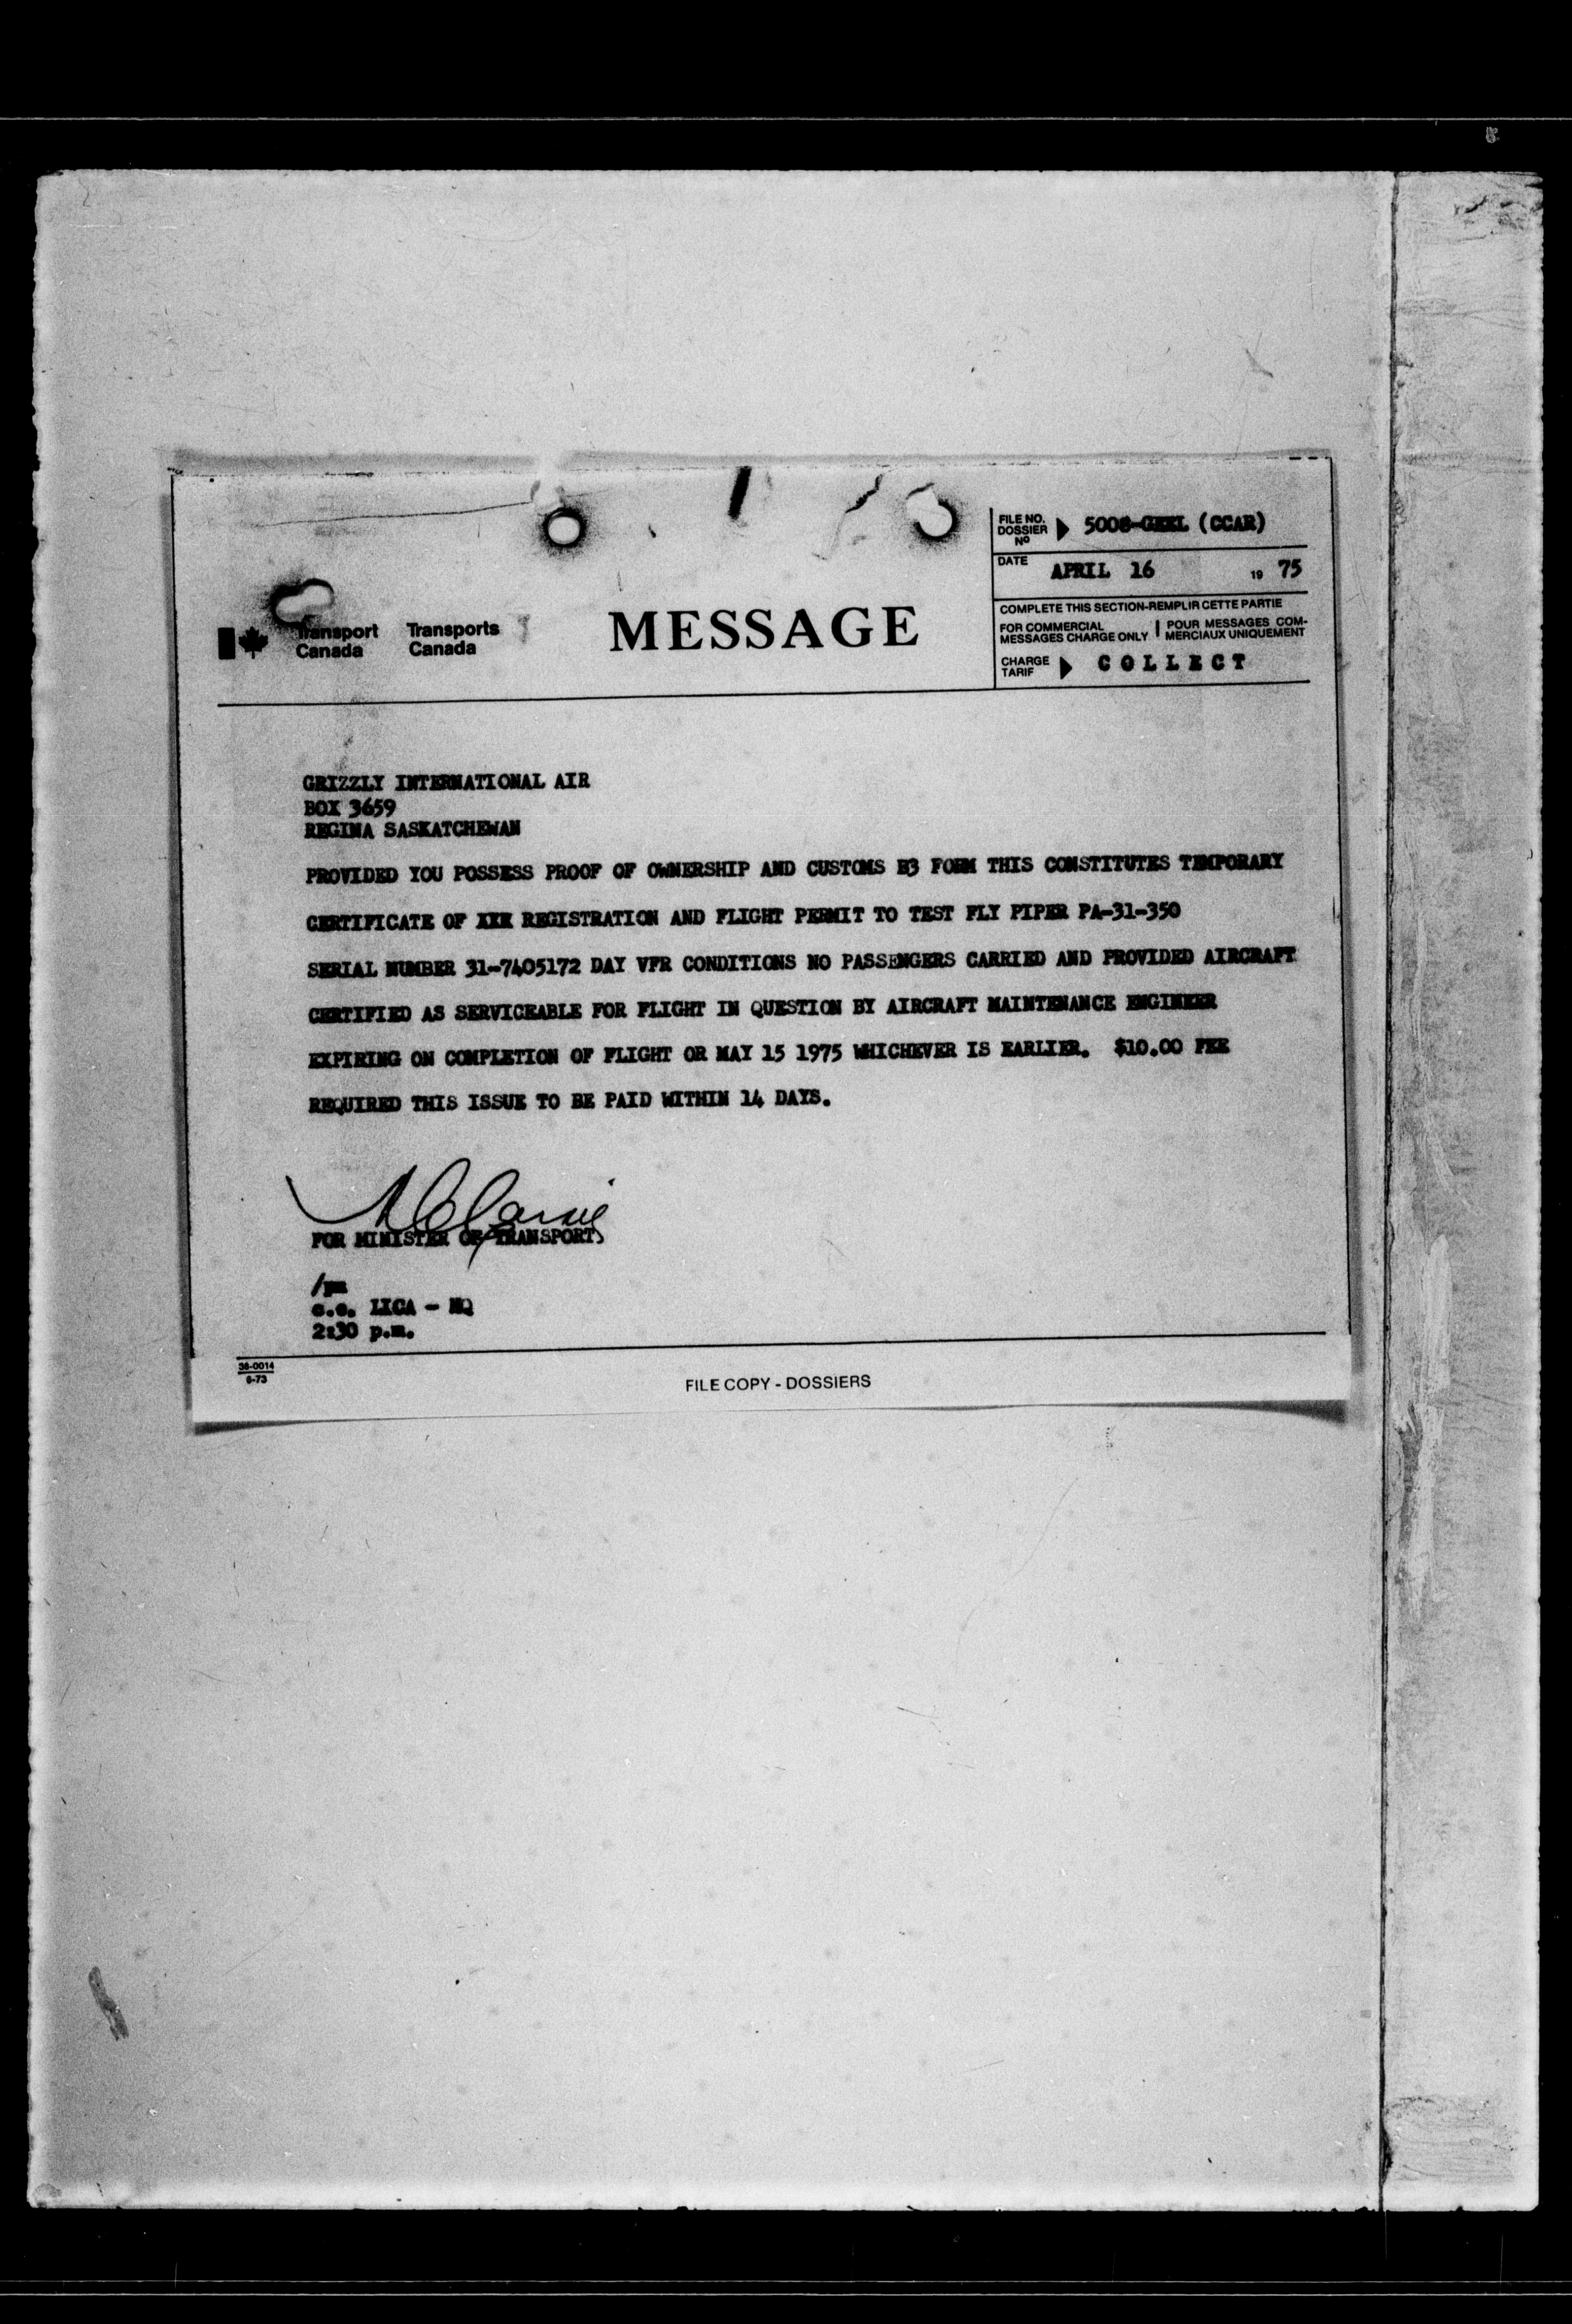 FILE NO.
DOSSIER
Nº
5008-GEEL (CCAR)
DATE
APRIL 16 19 75
COMPLETE THIS SECTION-REMPLIR CETTE PARTIE
FOR COMMERCIAL
MESSAGES CHARGE ONLY
POUR MESSAGES COM-
MERCIAUX UNIQUEMENT
CHARGE
TARIF
COLLECT
Transport
Canada
Transports
Canada
MESSAGE
GRIZZLY INTERNATIONAL AIR
BOX 3659
REGINA SASKATCHEWAN
PROVIDED YOU POSSESS PROOF OF OWNERSHIP AND CUSTOMS B3 FORM THIS CONSTITUTES TEMPORARY
CERTIFICATE OF XXX REGISTRATION AND FLIGHT PERMIT TO TEST FLY PIPER PA-31-350
SERIAL NUMBER 31-7405172 DAY VFR CONDITIONS NO PASSENGERS CARRIED AND PROVIDED AIRCRAFT
CERTIFIED AS SERVICEABLE FOR FLIGHT IN QUESTION BY AIRCRAFT MAINTENANCE ENGINEER
EXPIRING ON COMPLETION OF FLIGHT OR MAY 15 1975 WHICHEVER IS EARLIER. $10.00 FEE
REQUIRED THIS ISSUE TO BE PAID WITHIN 14 DAYS.
FOR MINISTER OF TRANSPORT
c.c. LICA - HQ
2:30 p.m.
36-0014
6-73
FILE COPY - DOSSIERS